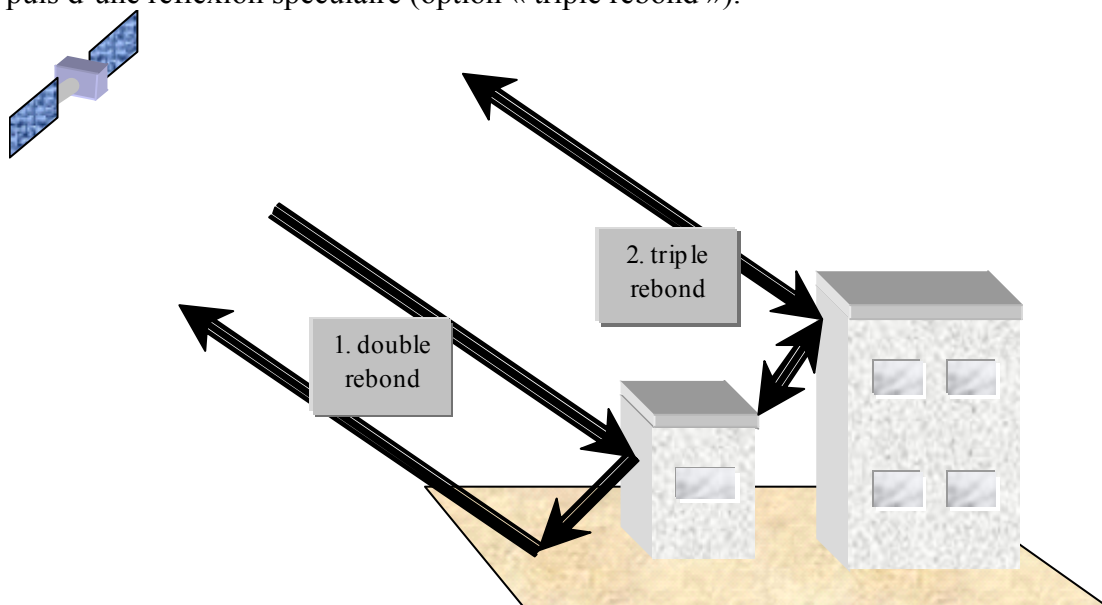 puis d'une réflexion spéculaire (option « triple rebond »).
2. triple
rebond
1. double
rebond